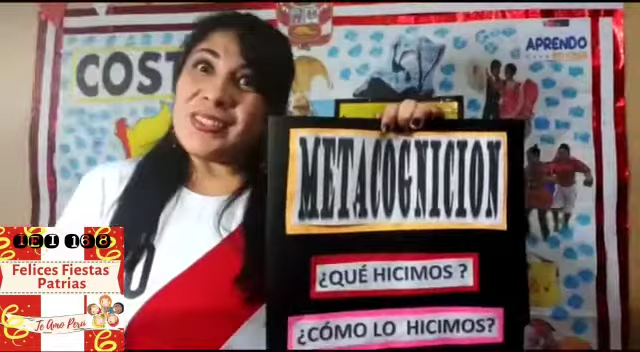 COST
APRENDO
METACOGNICION
¿QUÉ HICIMOS ?
¿CÓMO LO HICIMOS?
IEI 168
Felices Fiestas
Patrias
Te Amo Perú